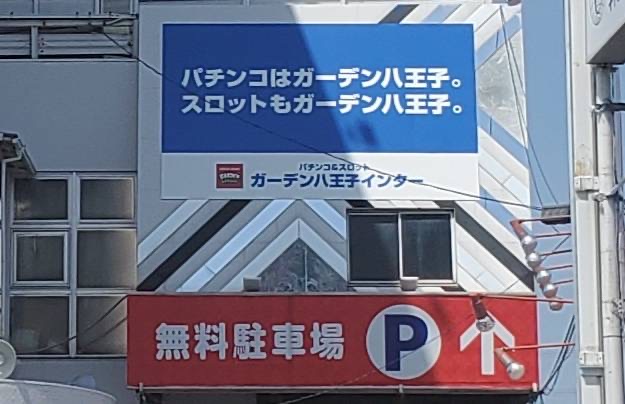 パチンコはガーデン八王子。
スロットもガーデン八王子。
パチンコ&スロット
ガーデン八王子インター
無料駐車場 P ↑